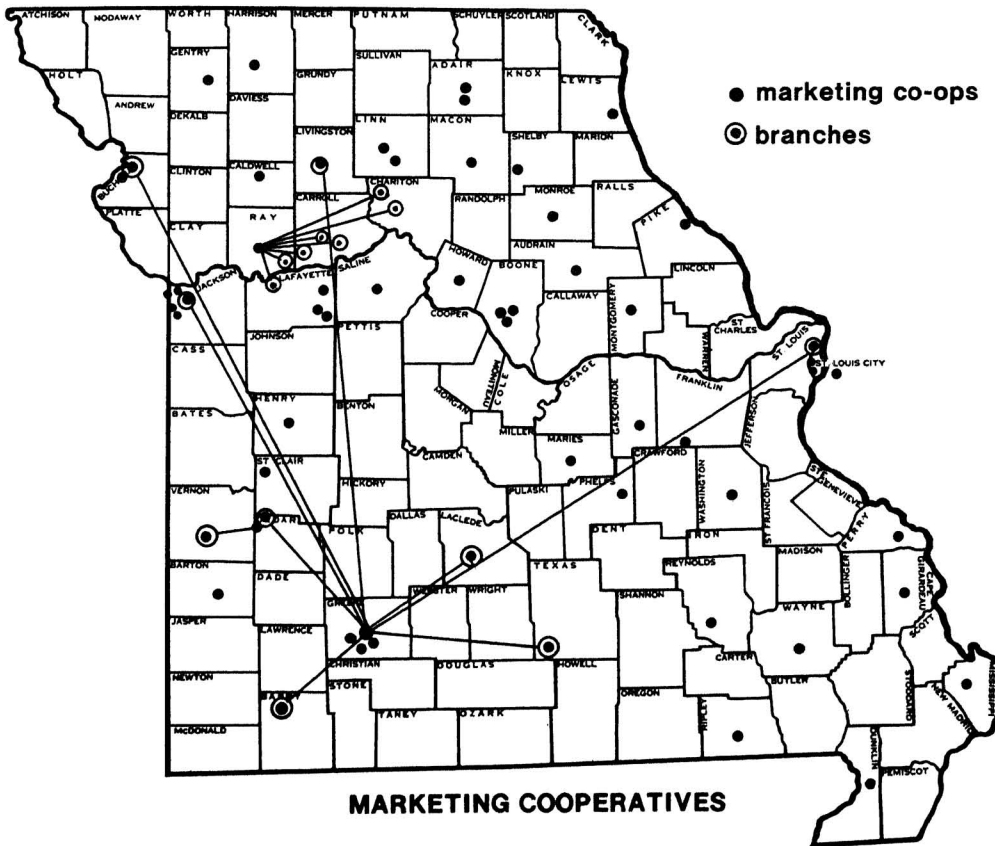 ATCHISON NODAWAY WORTH HARRISON MERCER PUTNAM SCHUYLER SCOTLAND CLARK
GENTRY SULLIVAN ADAIR
HOLT GRUNDY KNOX LEWIS
ANDREW DEKALB DAVIESS
LIVINGSTON LINN MACON SHELBY MARION
BUCH CLINTON CALDWELL CHARITON
PLATTE CLAY RAY CARROLL RANDOLPH MONROE RALLS PIKE
AUDRAIN
JACKSON LAFAYETTE SALINE HOWARD BOONE LINCOLN
CALLAWAY MONTGOMERY
COOPER WARREN ST CHARLES ST. LOUIS
JOHNSON PETTIS
CASS MONITEAU COLE OSAGE FRANKLIN ST. LOUIS CITY
MORGAN GASCONADE
HENRY BENTON JEFFERSON
BATES MILLER MARIES
CAMDEN CRAWFORD
ST CLAIR WASHINGTON STE. GENEVIEVE
VERNON HICKORY PULASKI PHELPS ST FRANCOIS
CEDAR POLK DALLAS LACLEDE DENT IRON PERRY
MADISON
BARTON TEXAS REYNOLDS BOLLINGER CAPE GIRARDEAU
DADE WEBSTER WRIGHT SHANNON WAYNE
GREENE
JASPER LAWRENCE SCOTT
CHRISTIAN DOUGLAS HOWELL CARTER
NEWTON STONE OREGON BUTLER STODDARD MISSISSIPPI
BARRY TANEY OZARK RIPLEY NEW MADRID
McDONALD
DUNKLIN PEMISCOT
marketing co-ops
branches
MARKETING COOPERATIVES